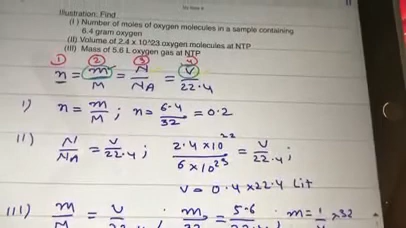 Illustration: Find
(I) Number of moles of oxygen molecules in a sample containing
6.4 gram oxygen
(II) Volume of 2.4 x 10^23 oxygen molecules at NTP
(III) Mass of 5.6 L oxygen gas at NTP
1 2 3 4
n = m/M = N/NA = V/22.4
I) n = m/M ; n = 6.4/32 = 0.2
II) N/NA = V/22.4 ; 2.4 x 10^23/6 x 10^23 = V/22.4 ;
V = 0.4 x 22.4 Lit
III) m/M = V/22.4 ; m/32 = 5.6/22.4 ; m = 1/4 x 32